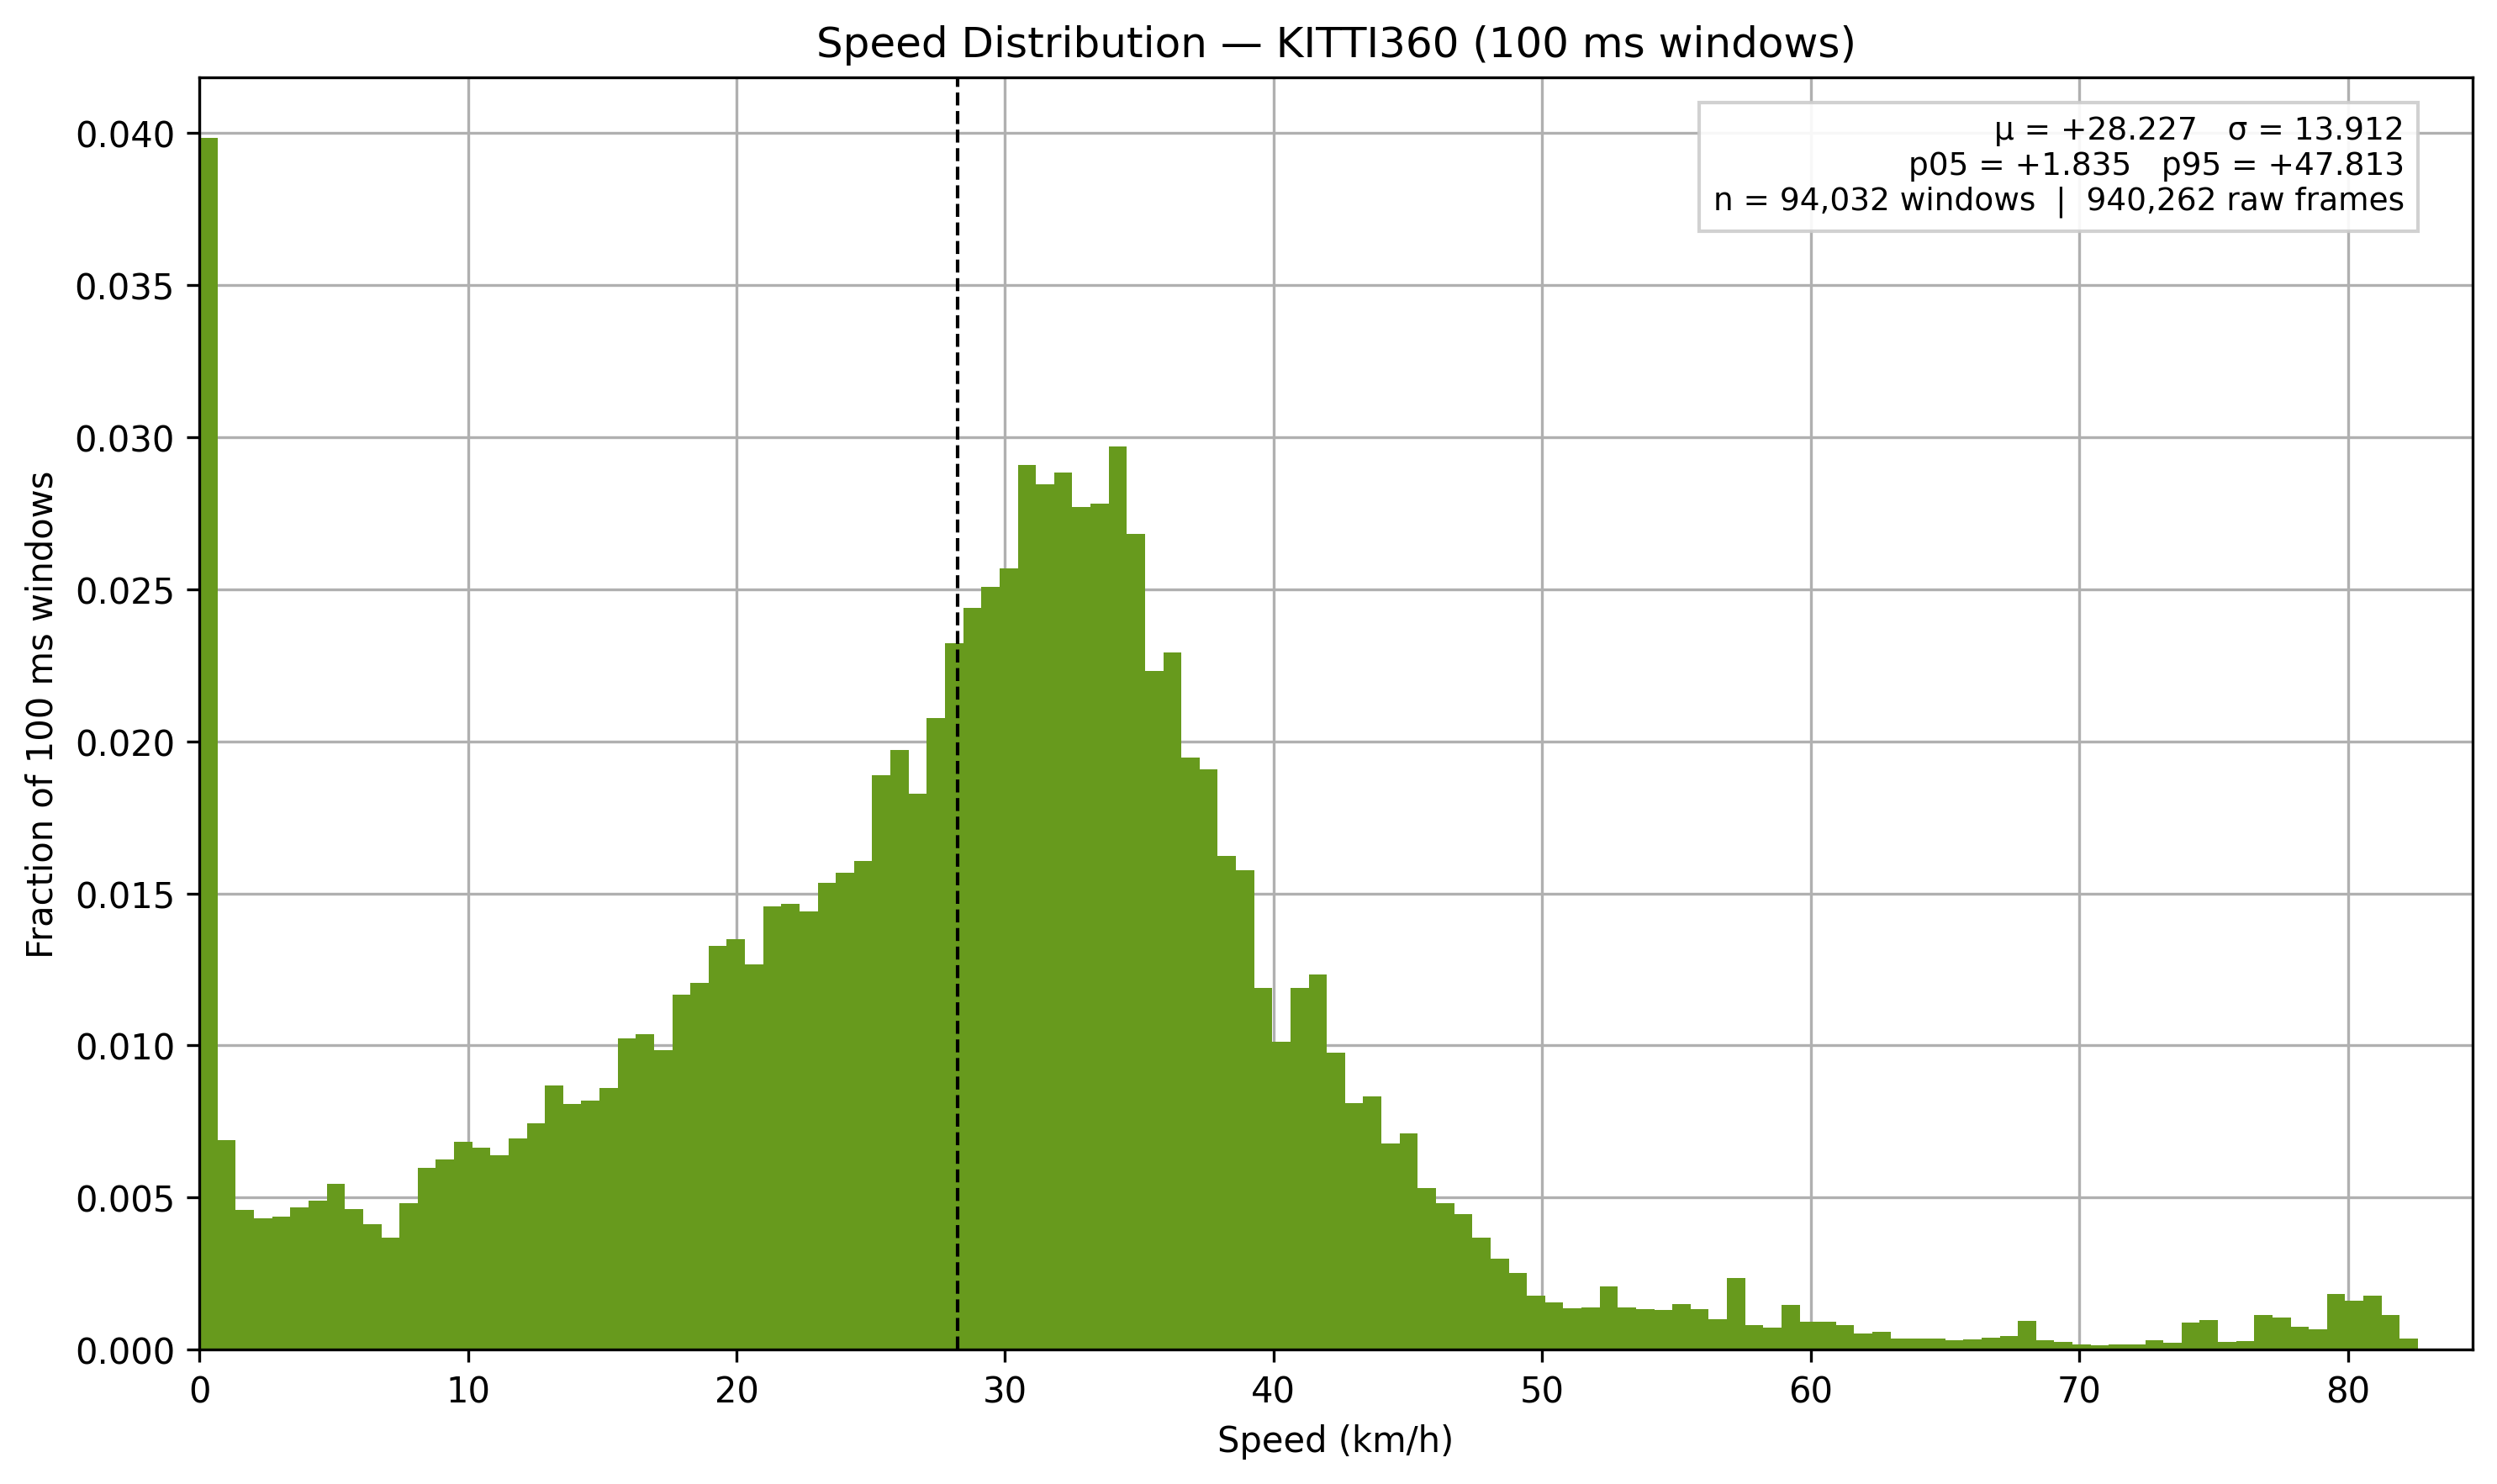 Speed Distribution — KITTI360 (100 ms windows)
μ = +28.227   σ = 13.912
p05 = +1.835   p95 = +47.813
n = 94,032 windows  |  940,262 raw frames
Fraction of 100 ms windows
0.040
0.035
0.030
0.025
0.020
0.015
0.010
0.005
0.000
0 10 20 30 40 50 60 70 80
Speed (km/h)